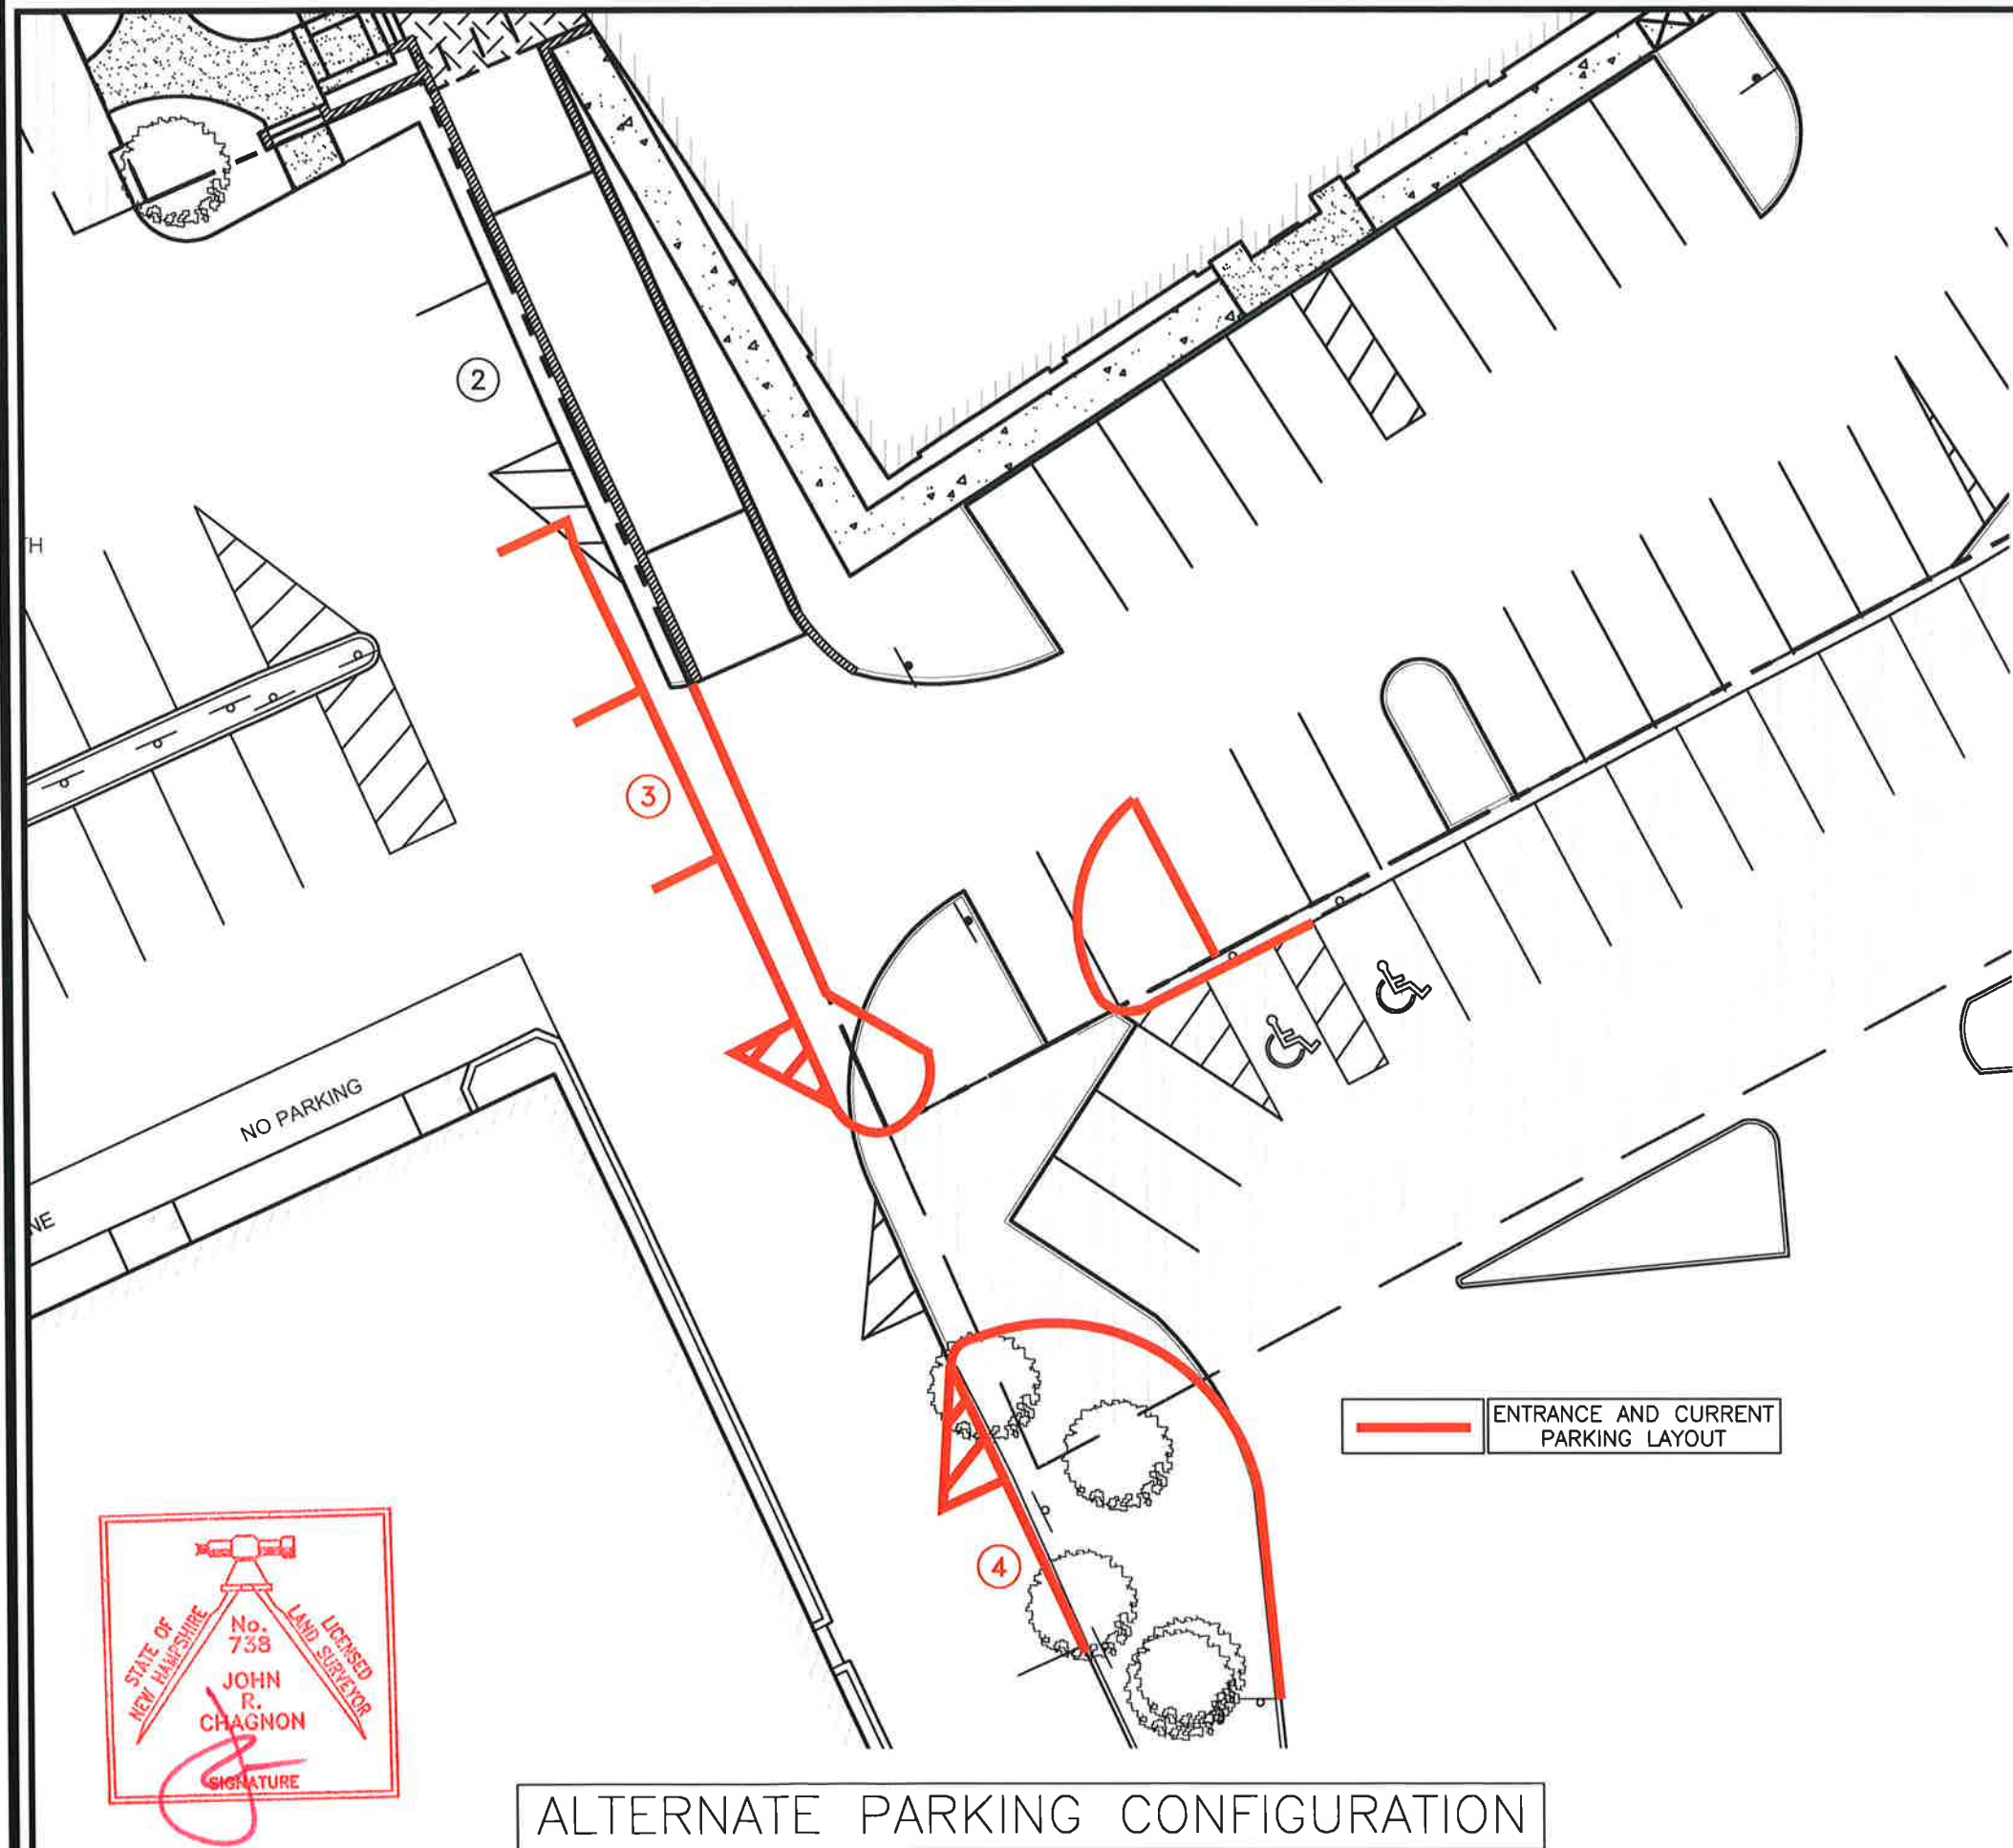 2
TH
3
NO PARKING
NE
ENTRANCE AND CURRENT
PARKING LAYOUT
4
STATE OF
NEW HAMPSHIRE
LICENSED
LAND SURVEYOR
No.
738
JOHN
R.
CHAGNON
SIGNATURE
ALTERNATE PARKING CONFIGURATION